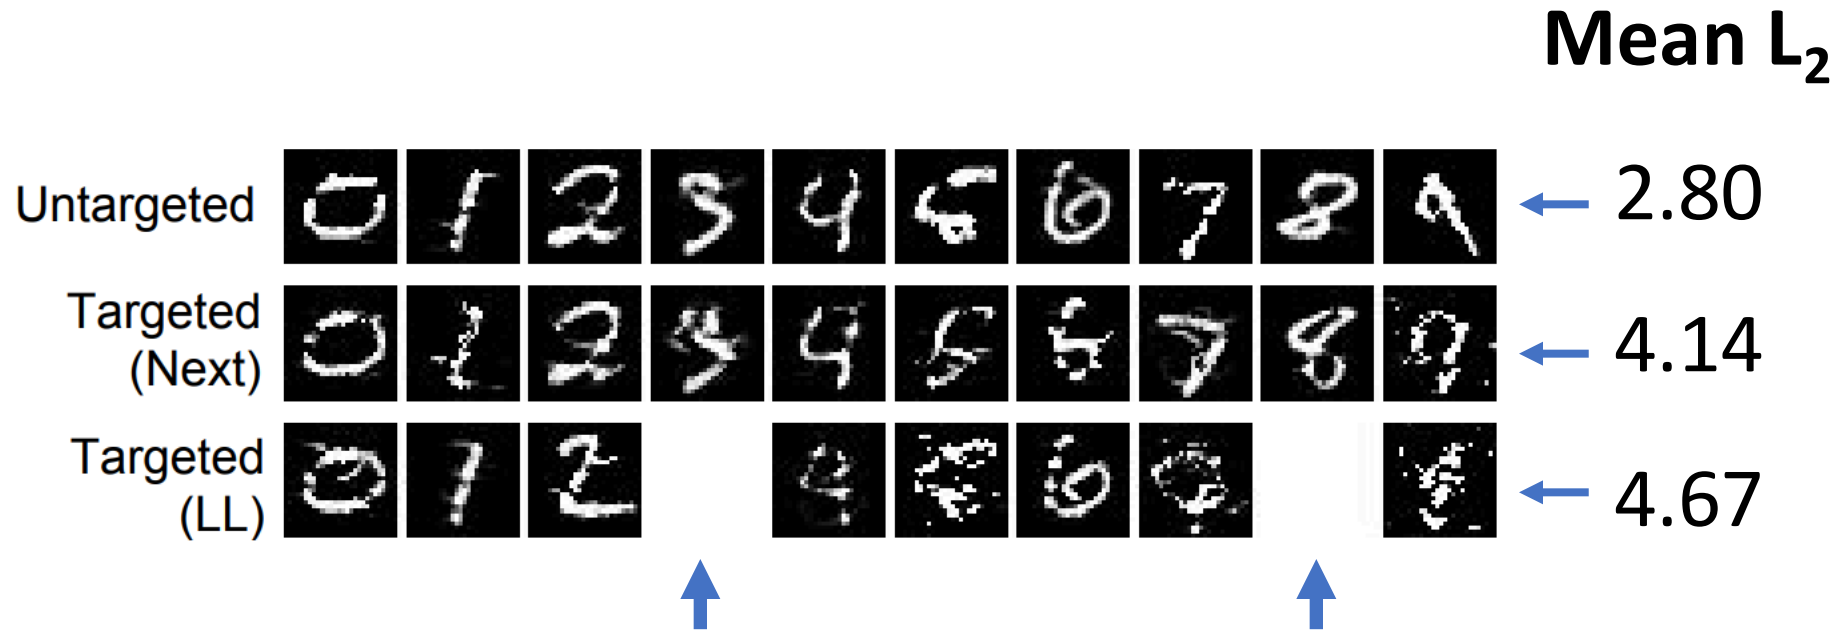 Mean L₂
Untargeted
2.80
Targeted
(Next)
4.14
Targeted
(LL)
4.67